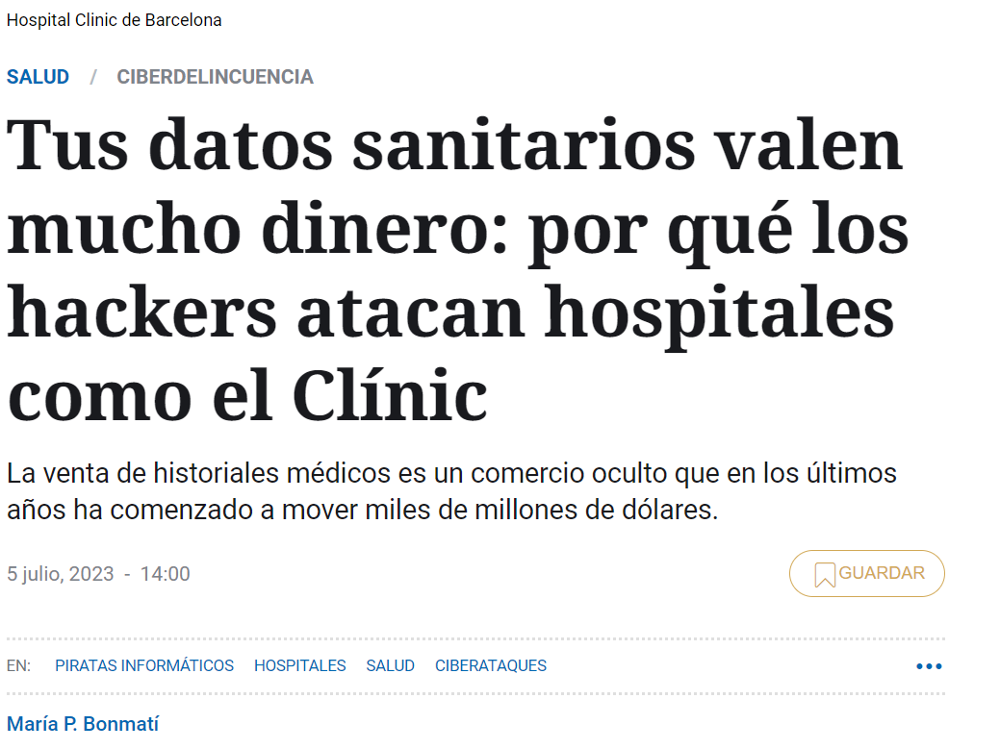 Hospital Clinic de Barcelona
SALUD / CIBERDELINCUENCIA
Tus datos sanitarios valen
mucho dinero: por qué los
hackers atacan hospitales
como el Clínic
La venta de historiales médicos es un comercio oculto que en los últimos
años ha comenzado a mover miles de millones de dólares.
5 julio, 2023 - 14:00
GUARDAR
EN: PIRATAS INFORMÁTICOS HOSPITALES SALUD CIBERATAQUES
María P. Bonmatí